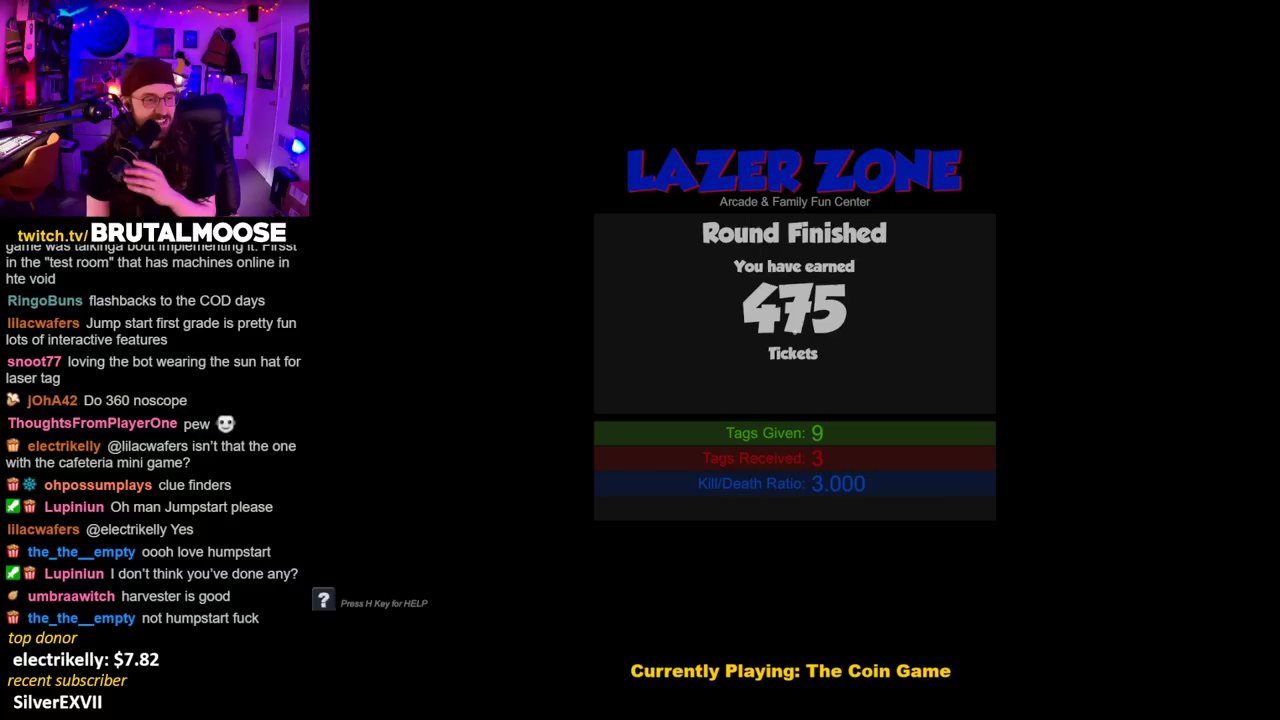 twitch.tv/BRUTALMOOSE
game was talkinga bout implementing it. Firsst
in the "test room" that has machines online in
hte void
RingoBuns flashbacks to the COD days
lilacwafers Jump start first grade is pretty fun
lots of interactive features
snoot77 loving the bot wearing the sun hat for
laser tag
jOhA42 Do 360 noscope
ThoughtsFromPlayerOne pew
electrikelly @lilacwafers isn't that the one
with the cafeteria mini game?
ohpossumplays clue finders
Lupiniun Oh man Jumpstart please
lilacwafers @electrikelly Yes
the_the__empty oooh love humpstart
Lupiniun I don't think you've done any?
umbraawitch harvester is good
the_the__empty not humpstart fuck
top donor
electrikelly: $7.82
recent subscriber
SilverEXVII
LAZER ZONE
Arcade & Family Fun Center
Round Finished
You have earned
475
Tickets
Tags Given: 9
Tags Received: 3
Kill/Death Ratio: 3.000
? Press H Key for HELP
Currently Playing: The Coin Game